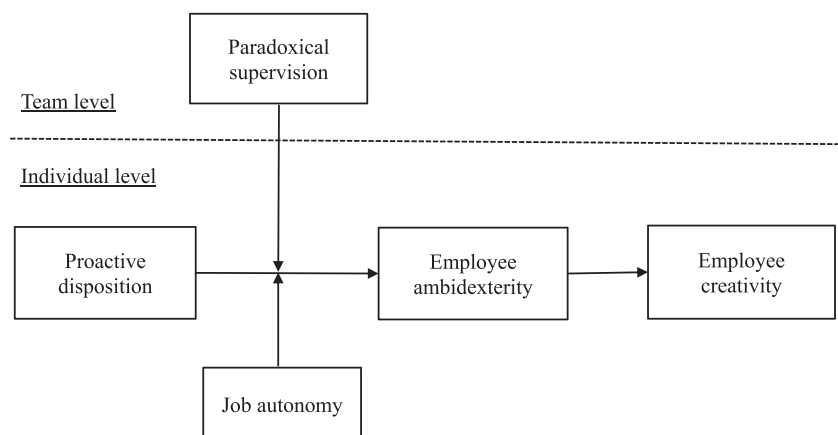 Paradoxical
supervision
Team level
Individual level
Proactive
disposition
Employee
ambidexterity
Employee
creativity
Job autonomy